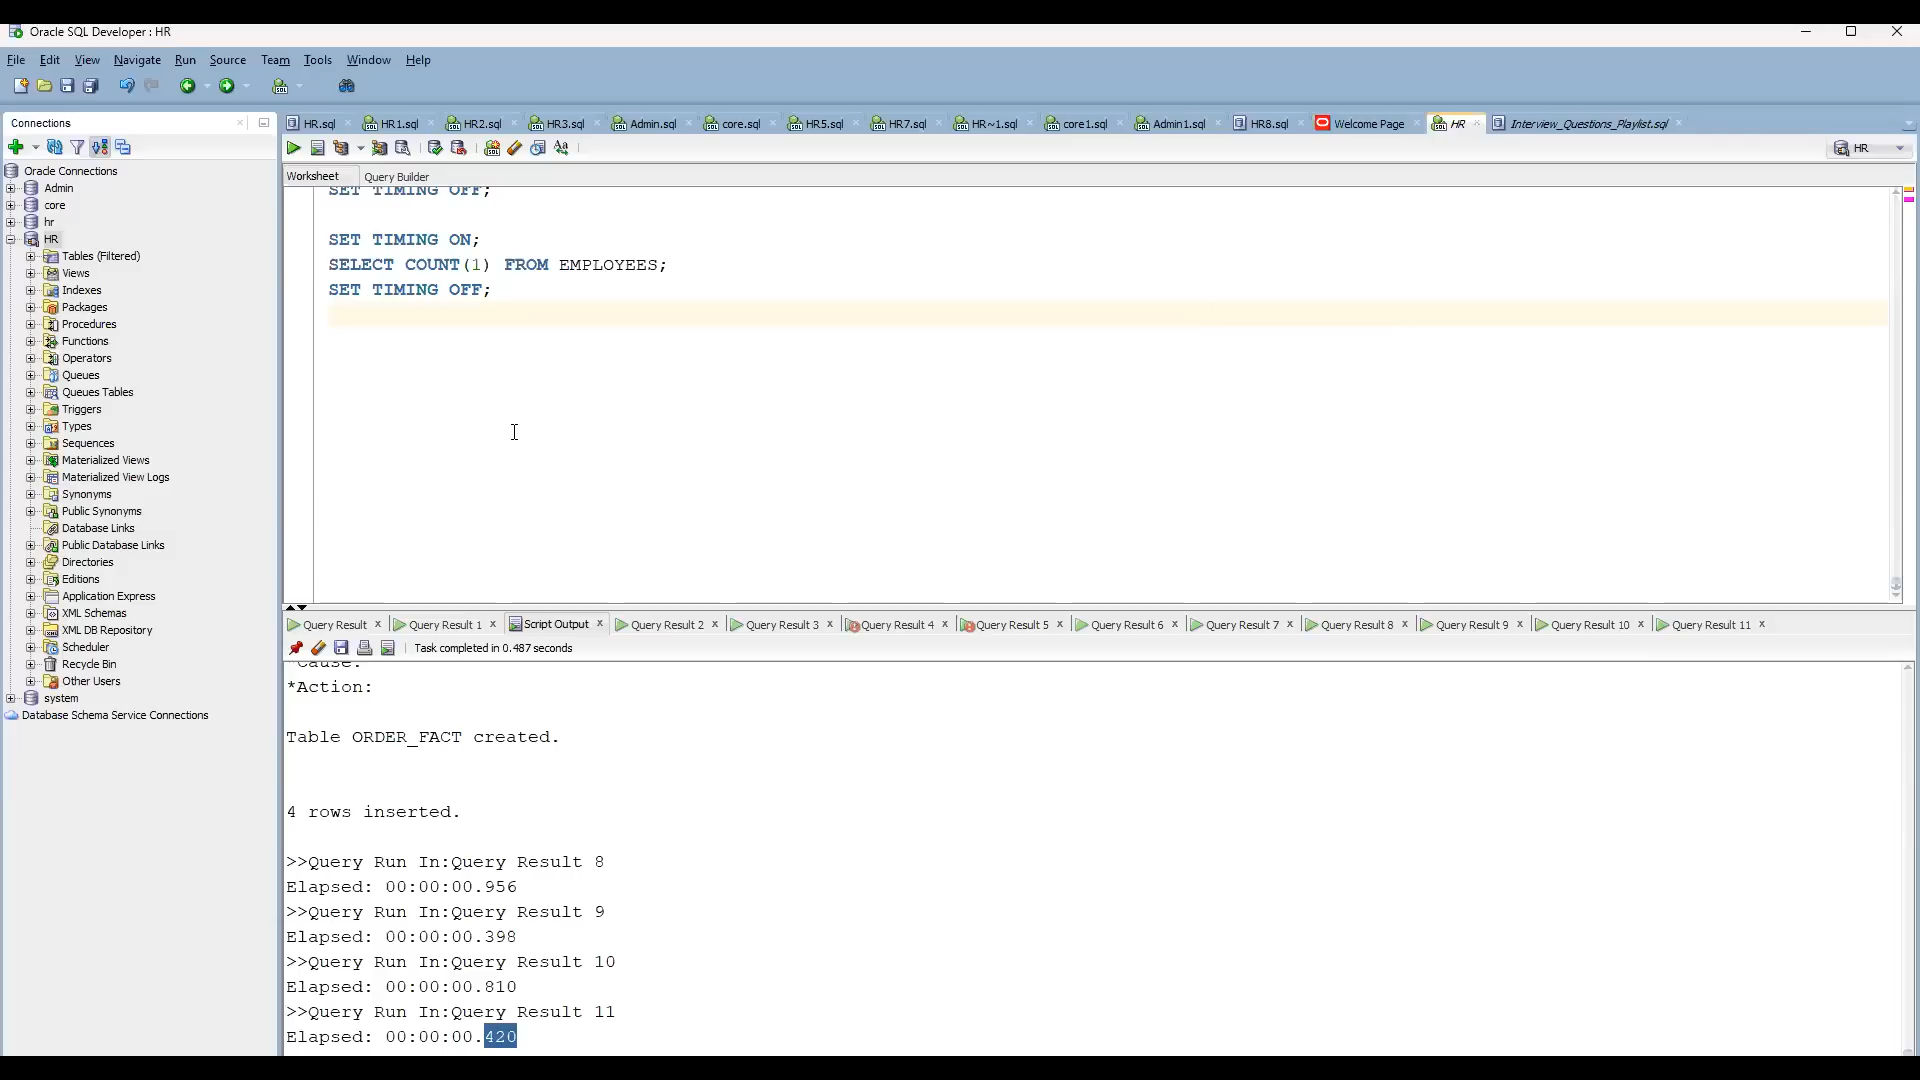 Oracle SQL Developer : HR
File Edit View Navigate Run Source Team Tools Window Help
Connections
HR.sql HR1.sql HR2.sql HR3.sql Admin.sql core.sql HR5.sql HR7.sql HR~1.sql core1.sql Admin1.sql HR8.sql Welcome Page HR Interview_Questions_Playlist.sql
HR
Worksheet Query Builder
Oracle Connections
Admin
core
hr
HR
Tables (Filtered)
Views
Indexes
Packages
Procedures
Functions
Operators
Queues
Queues Tables
Triggers
Types
Sequences
Materialized Views
Materialized View Logs
Synonyms
Public Synonyms
Database Links
Public Database Links
Directories
Editions
Application Express
XML Schemas
XML DB Repository
Scheduler
Recycle Bin
Other Users
system
Database Schema Service Connections
SET TIMING OFF;
SET TIMING ON;
SELECT COUNT(1) FROM EMPLOYEES;
SET TIMING OFF;
Query Result Query Result 1 Script Output Query Result 2 Query Result 3 Query Result 4 Query Result 5 Query Result 6 Query Result 7 Query Result 8 Query Result 9 Query Result 10 Query Result 11
Task completed in 0.487 seconds
*Cause:
*Action:
Table ORDER_FACT created.
4 rows inserted.
>>Query Run In:Query Result 8
Elapsed: 00:00:00.956
>>Query Run In:Query Result 9
Elapsed: 00:00:00.398
>>Query Run In:Query Result 10
Elapsed: 00:00:00.810
>>Query Run In:Query Result 11
Elapsed: 00:00:00.420